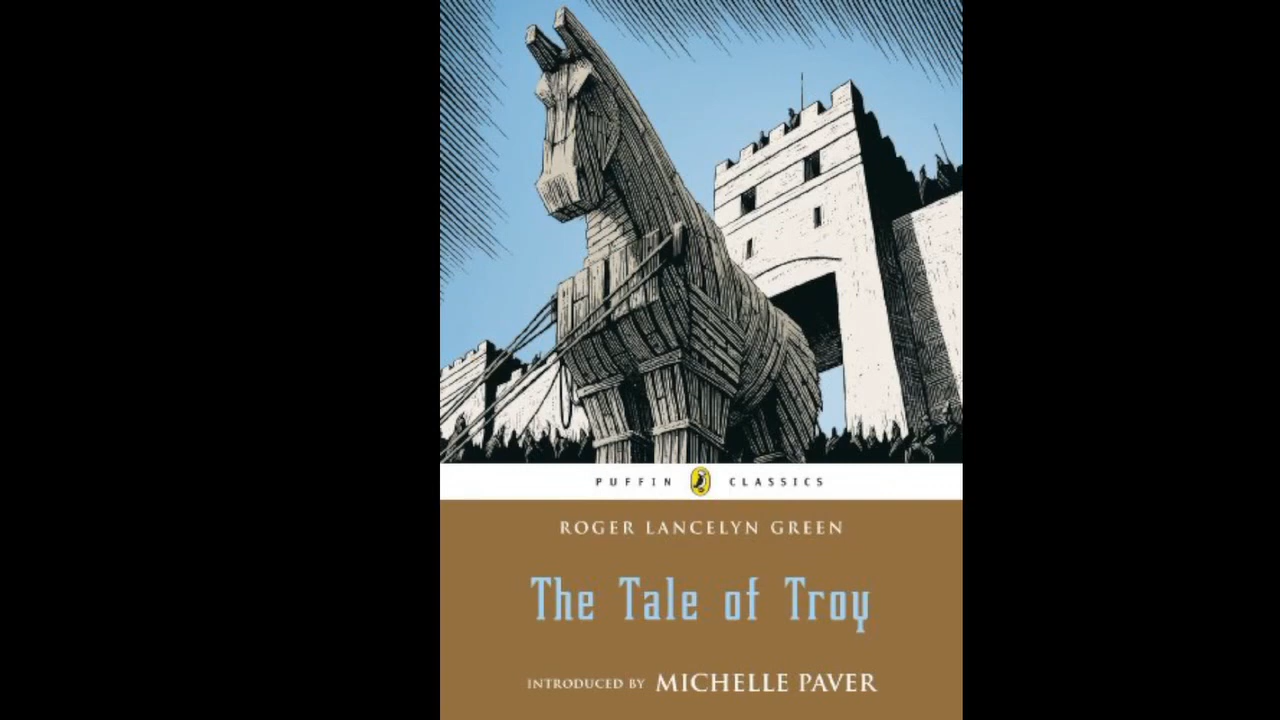 PUFFIN CLASSICS
ROGER LANCELYN GREEN
The Tale of Troy
INTRODUCED BY MICHELLE PAVER